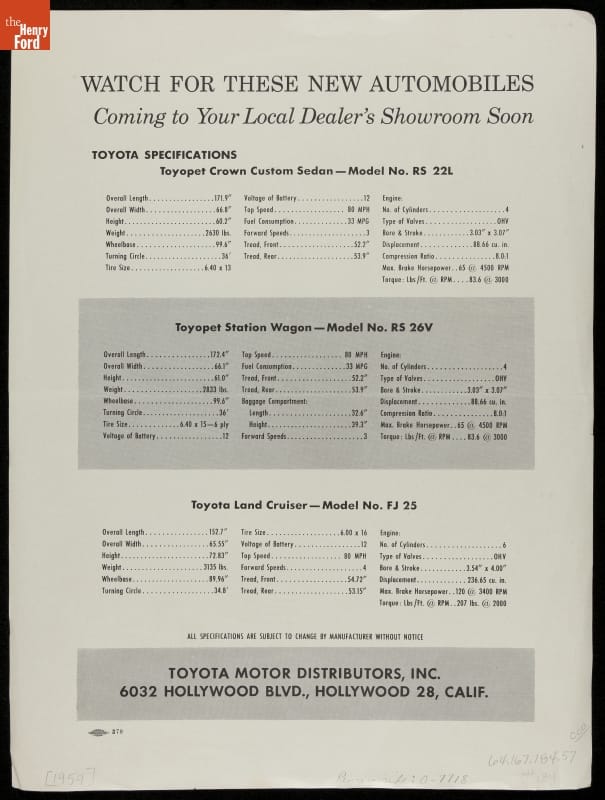 the
Henry
Ford
WATCH FOR THESE NEW AUTOMOBILES
Coming to Your Local Dealer's Showroom Soon
TOYOTA SPECIFICATIONS
Toyopet Crown Custom Sedan—Model No. RS 22L
Overall Length.................171.9"
Overall Width..................66.8"
Height.........................60.2"
Weight....................2630 lbs.
Wheelbase......................99.6"
Turning Circle...................36'
Tire Size..................6.40 x 13
Voltage of Battery................12
Top Speed.....................80 MPH
Fuel Consumption..............33 MPG
Forward Speeds.....................3
Tread, Front...................52.2"
Tread, Rear....................53.9"
Engine:
No. of Cylinders...................4
Type of Valves...................OHV
Bore & Stroke..........3.03" x 3.07"
Displacement...........88.66 cu. in.
Compression Ratio..............8.0:1
Max. Brake Horsepower..65 @ 4500 RPM
Torque: Lbs/Ft. @ RPM....83.6 @ 3000
Toyopet Station Wagon—Model No. RS 26V
Overall Length.................172.4"
Overall Width..................66.1"
Height.........................61.0"
Weight....................2833 lbs.
Wheelbase......................99.6"
Turning Circle...................36'
Tire Size............6.40 x 15—6 ply
Voltage of Battery................12
Top Speed.....................80 MPH
Fuel Consumption..............33 MPG
Tread, Front...................52.2"
Tread, Rear....................53.9"
Baggage Compartment:
Length.........................32.6"
Height.........................39.3"
Forward Speeds.....................3
Engine:
No. of Cylinders...................4
Type of Valves...................OHV
Bore & Stroke..........3.03" x 3.07"
Displacement...........88.66 cu. in.
Compression Ratio..............8.0:1
Max. Brake Horsepower..65 @ 4500 RPM
Torque: Lbs/Ft. @ RPM....83.6 @ 3000
Toyota Land Cruiser—Model No. FJ 25
Overall Length.................152.7"
Overall Width..................65.55"
Height.........................72.83"
Weight....................3135 lbs.
Wheelbase......................89.96"
Turning Circle..................34.8'
Tire Size..................6.00 x 16
Voltage of Battery................12
Top Speed.....................80 MPH
Forward Speeds.....................4
Tread, Front...................54.72"
Tread, Rear....................53.15"
Engine:
No. of Cylinders...................6
Type of Valves...................OHV
Bore & Stroke..........3.54" x 4.00"
Displacement..........236.65 cu. in.
Max. Brake Horsepower..120 @ 3400 RPM
Torque: Lbs/Ft. @ RPM..207 lbs. @ 2000
ALL SPECIFICATIONS ARE SUBJECT TO CHANGE BY MANUFACTURER WITHOUT NOTICE
TOYOTA MOTOR DISTRIBUTORS, INC.
6032 HOLLYWOOD BLVD., HOLLYWOOD 28, CALIF.
379
64.167.184.57
[1959]